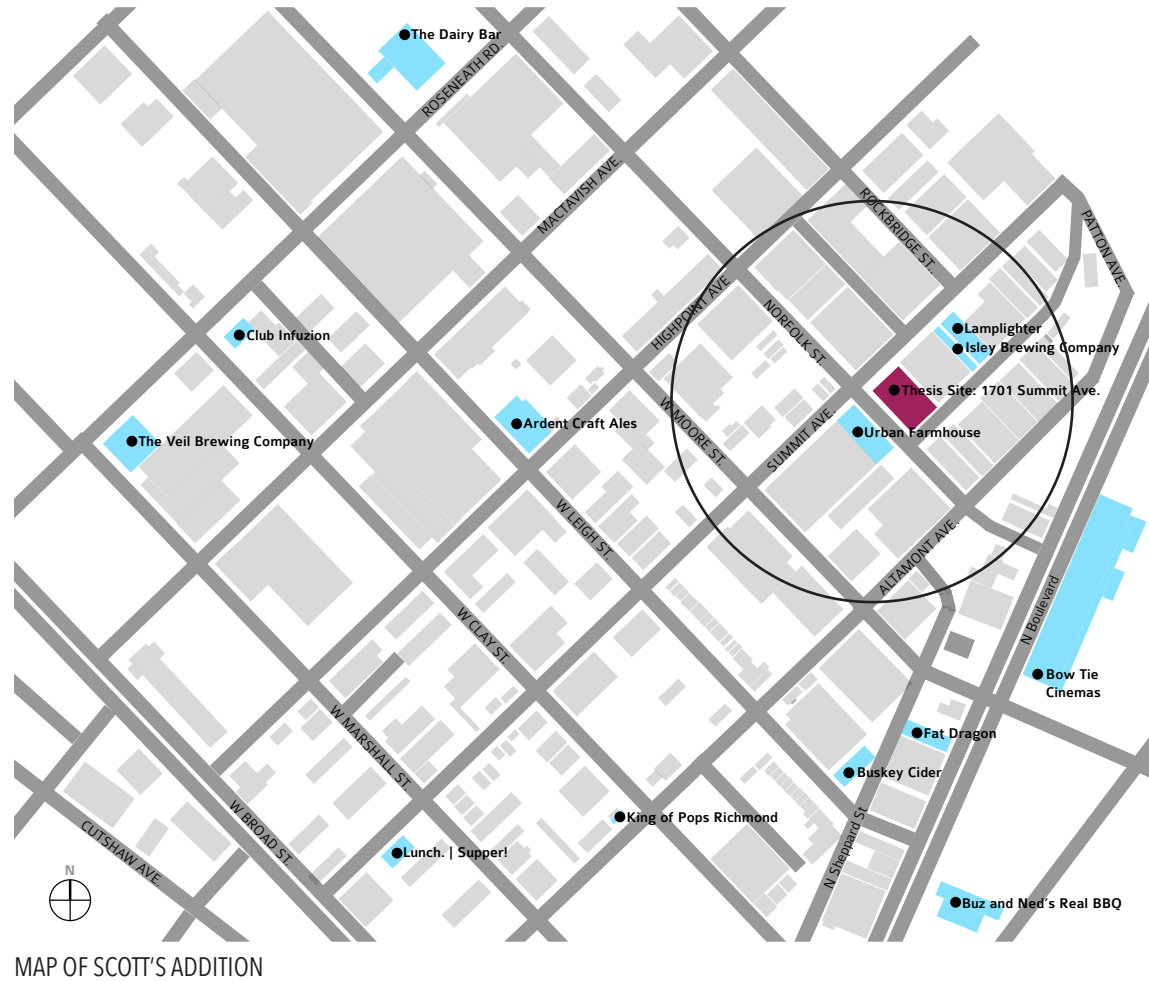 The Dairy Bar
ROSENEATH RD.
MACTAVISH AVE.
ROCKBRIDGE ST.
PATTON AVE.
HIGHPOINT AVE
NORFOLK ST.
Lamplighter
Club Infuzion
Isley Brewing Company
Thesis Site: 1701 Summit Ave.
Ardent Craft Ales
W MOORE ST.
SUMMIT AVE.
Urban Farmhouse
The Veil Brewing Company
W LEIGH ST.
ALTAMONT AVE.
N Boulevard
W CLAY ST.
Bow Tie
Cinemas
W MARSHALL ST.
Fat Dragon
Buskey Cider
King of Pops Richmond
W BROAD ST.
CUTSHAW AVE.
Lunch. | Supper!
N Sheppard St
N
Buz and Ned's Real BBQ
MAP OF SCOTT'S ADDITION